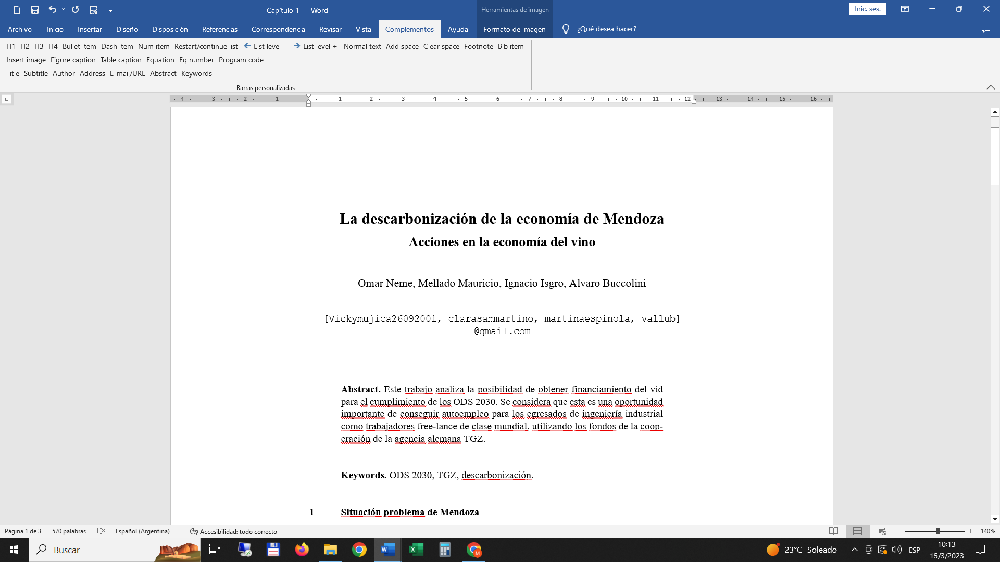 Capítulo 1 - Word
Herramientas de imagen
Inic. ses.
Archivo Inicio Insertar Diseño Disposición Referencias Correspondencia Revisar Vista Complementos Ayuda Formato de imagen ¿Qué desea hacer?
H1 H2 H3 H4 Bullet item Dash item Num item Restart/continue list List level - List level + Normal text Add space Clear space Footnote Bib item
Insert image Figure caption Table caption Equation Eq number Program code
Title Subtitle Author Address E-mail/URL Abstract Keywords
Barras personalizadas
4 3 2 1 1 2 3 4 5 6 7 8 9 10 11 12 13 14 15 16
La descarbonización de la economía de Mendoza
Acciones en la economía del vino
Omar Neme, Mellado Mauricio, Ignacio Isgro, Alvaro Buccolini
[Vickymujica26092001, clarasammartino, martinaespinola, vallub]
@gmail.com
Abstract. Este trabajo analiza la posibilidad de obtener financiamiento del vid
para el cumplimiento de los ODS 2030. Se considera que esta es una oportunidad
importante de conseguir autoempleo para los egresados de ingeniería industrial
como trabajadores free-lance de clase mundial, utilizando los fondos de la coop-
eración de la agencia alemana TGZ.
Keywords. ODS 2030, TGZ, descarbonización.
1 Situación problema de Mendoza
Página 1 de 3 570 palabras Español (Argentina) Accesibilidad: todo correcto 140%
Buscar
23°C Soleado
ESP
10:13
15/3/2023